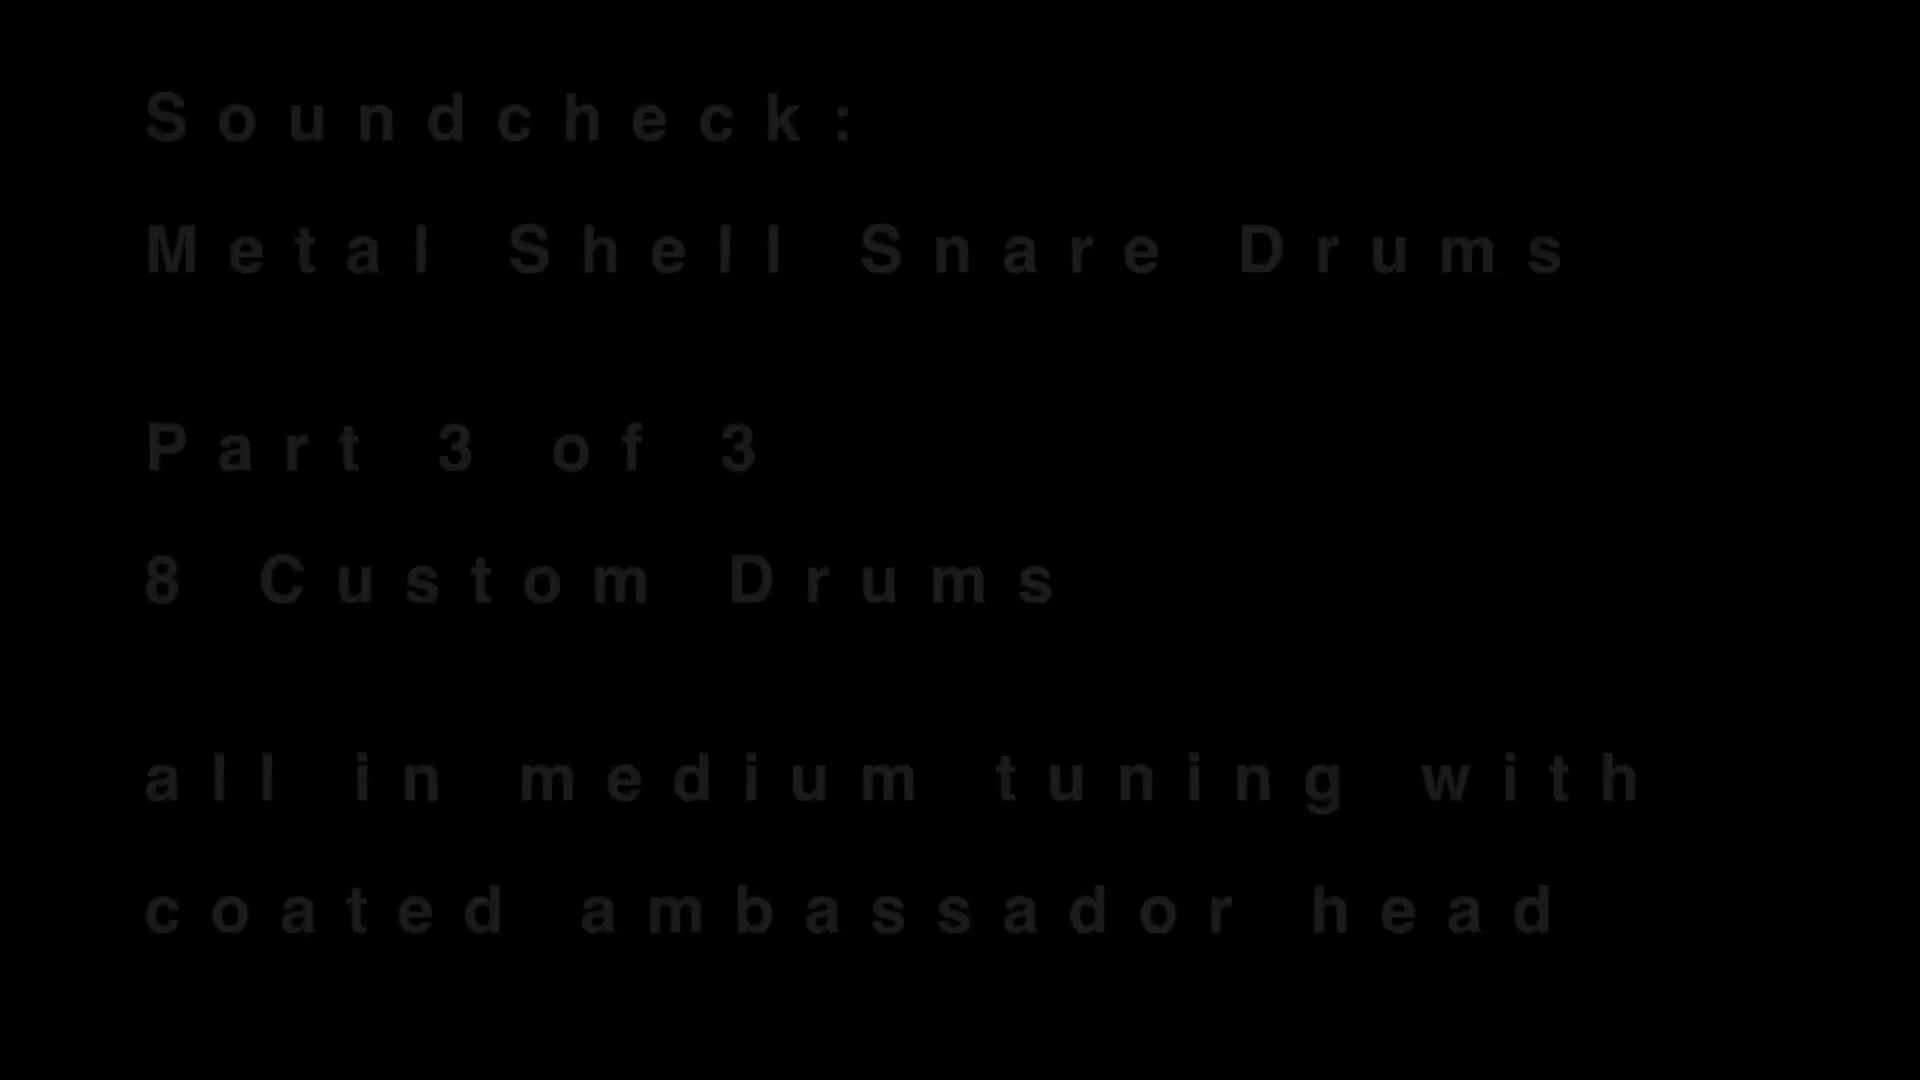 Soundcheck:
Metal Shell Snare Drums
Part 3 of 3
8 Custom Drums
all in medium tuning with
coated ambassador head